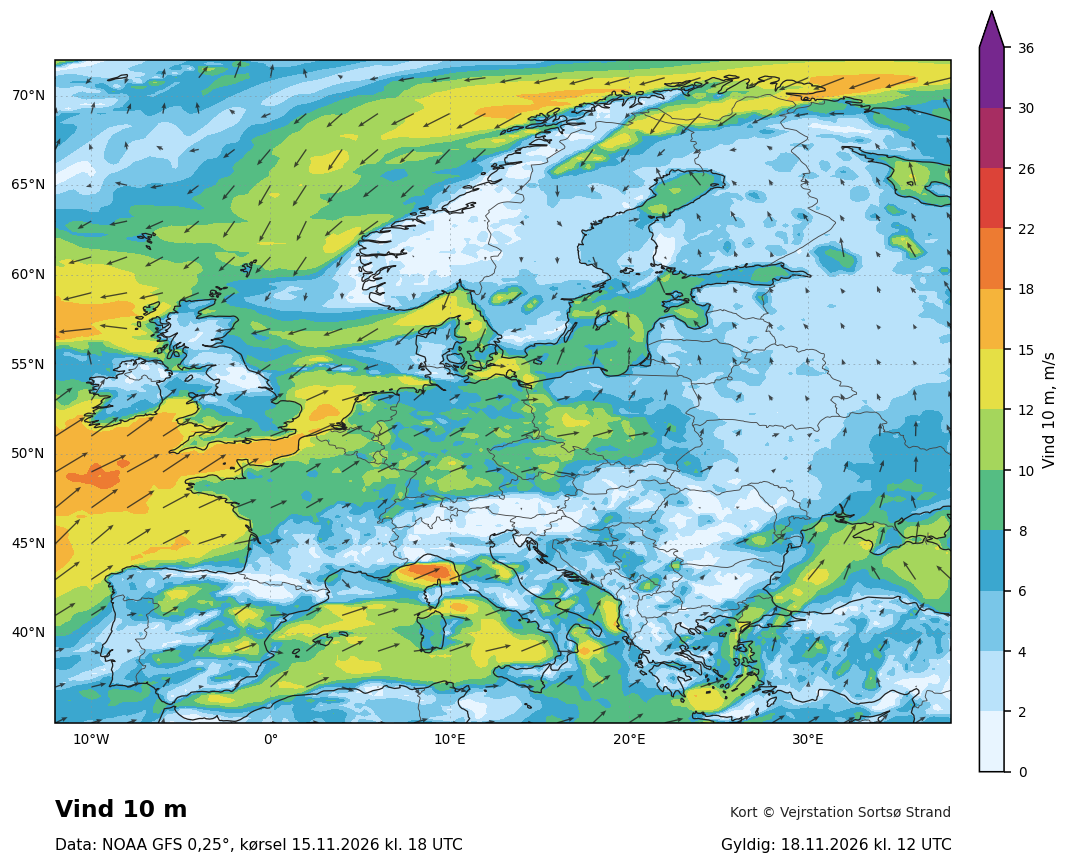 36
30
26
22
18
15
12
10
8
6
4
2
0
Vind 10 m, m/s
70°N
65°N
60°N
55°N
50°N
45°N
40°N
10°W
0°
10°E
20°E
30°E
Vind 10 m
Kort © Vejrstation Sortsø Strand
Data: NOAA GFS 0,25°, kørsel 15.11.2026 kl. 18 UTC
Gyldig: 18.11.2026 kl. 12 UTC